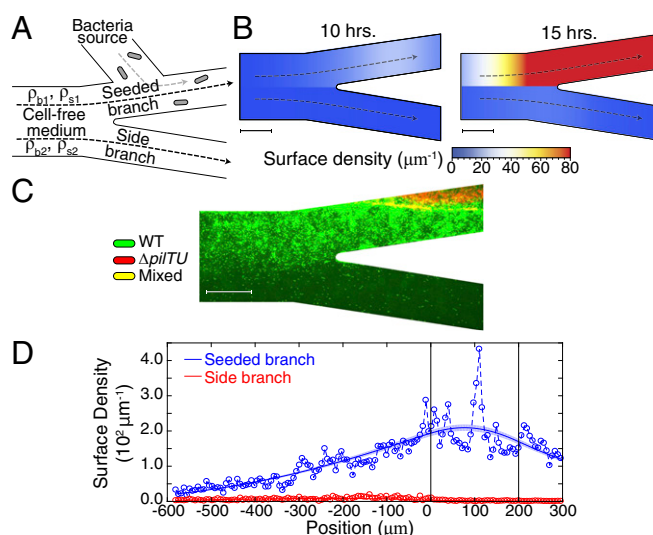 A
Bacteria
source
ρb1, ρs1
Seeded
branch
Cell-free
medium
Side
branch
ρb2, ρs2
B
10 hrs.
15 hrs.
Surface density (μm-1)
0 20 40 60 80
C
WT
ΔpilTU
Mixed
D
Seeded branch
Side branch
Surface Density
(10² μm-1)
4.0
3.0
2.0
1.0
0.0
-600 -500 -400 -300 -200 -100 0 100 200 300
Position (μm)